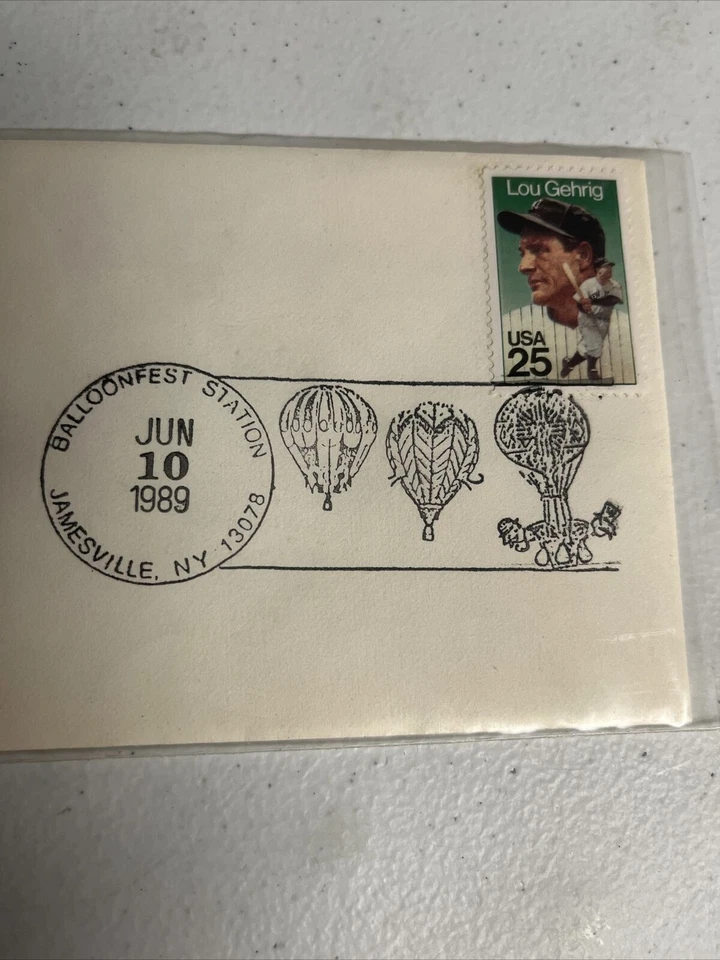 Lou Gehrig
USA
25
BALLOONFEST STATION
JUN
10
1989
JAMESVILLE, NY 13078